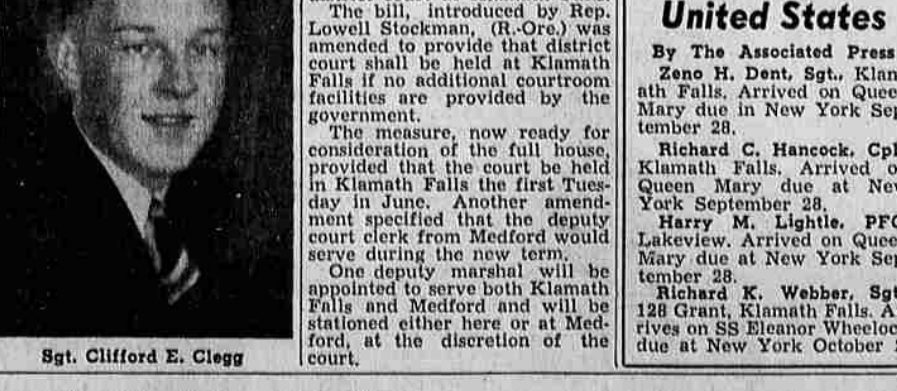 Sgt. Clifford E. Clegg
The bill, introduced by Rep.
Lowell Stockman, (R.-Ore.) was
amended to provide that district
court shall be held at Klamath
Falls if no additional courtroom
facilities are provided by the
government.
The measure, now ready for
consideration of the full house,
provided that the court be held
in Klamath Falls the first Tues-
day in June. Another amend-
ment specified that the deputy
court clerk from Medford would
serve during the new term.
One deputy marshal will be
appointed to serve both Klamath
Falls and Medford and will be
stationed either here or at Med-
ford, at the discretion of the
court.
United States
By The Associated Press
Zeno H. Dent, Sgt., Klam
ath Falls. Arrived on Quee
Mary due in New York Sep
tember 28.
Richard C. Hancock, Cpl
Klamath Falls. Arrived o
Queen Mary due at Nev
York September 28.
Harry M. Lightle, PFC
Lakeview. Arrived on Quee
Mary due at New York Sep
tember 28.
Richard K. Webber, Sgt
128 Grant, Klamath Falls. A
rives on SS Eleanor Wheeloc
due at New York October